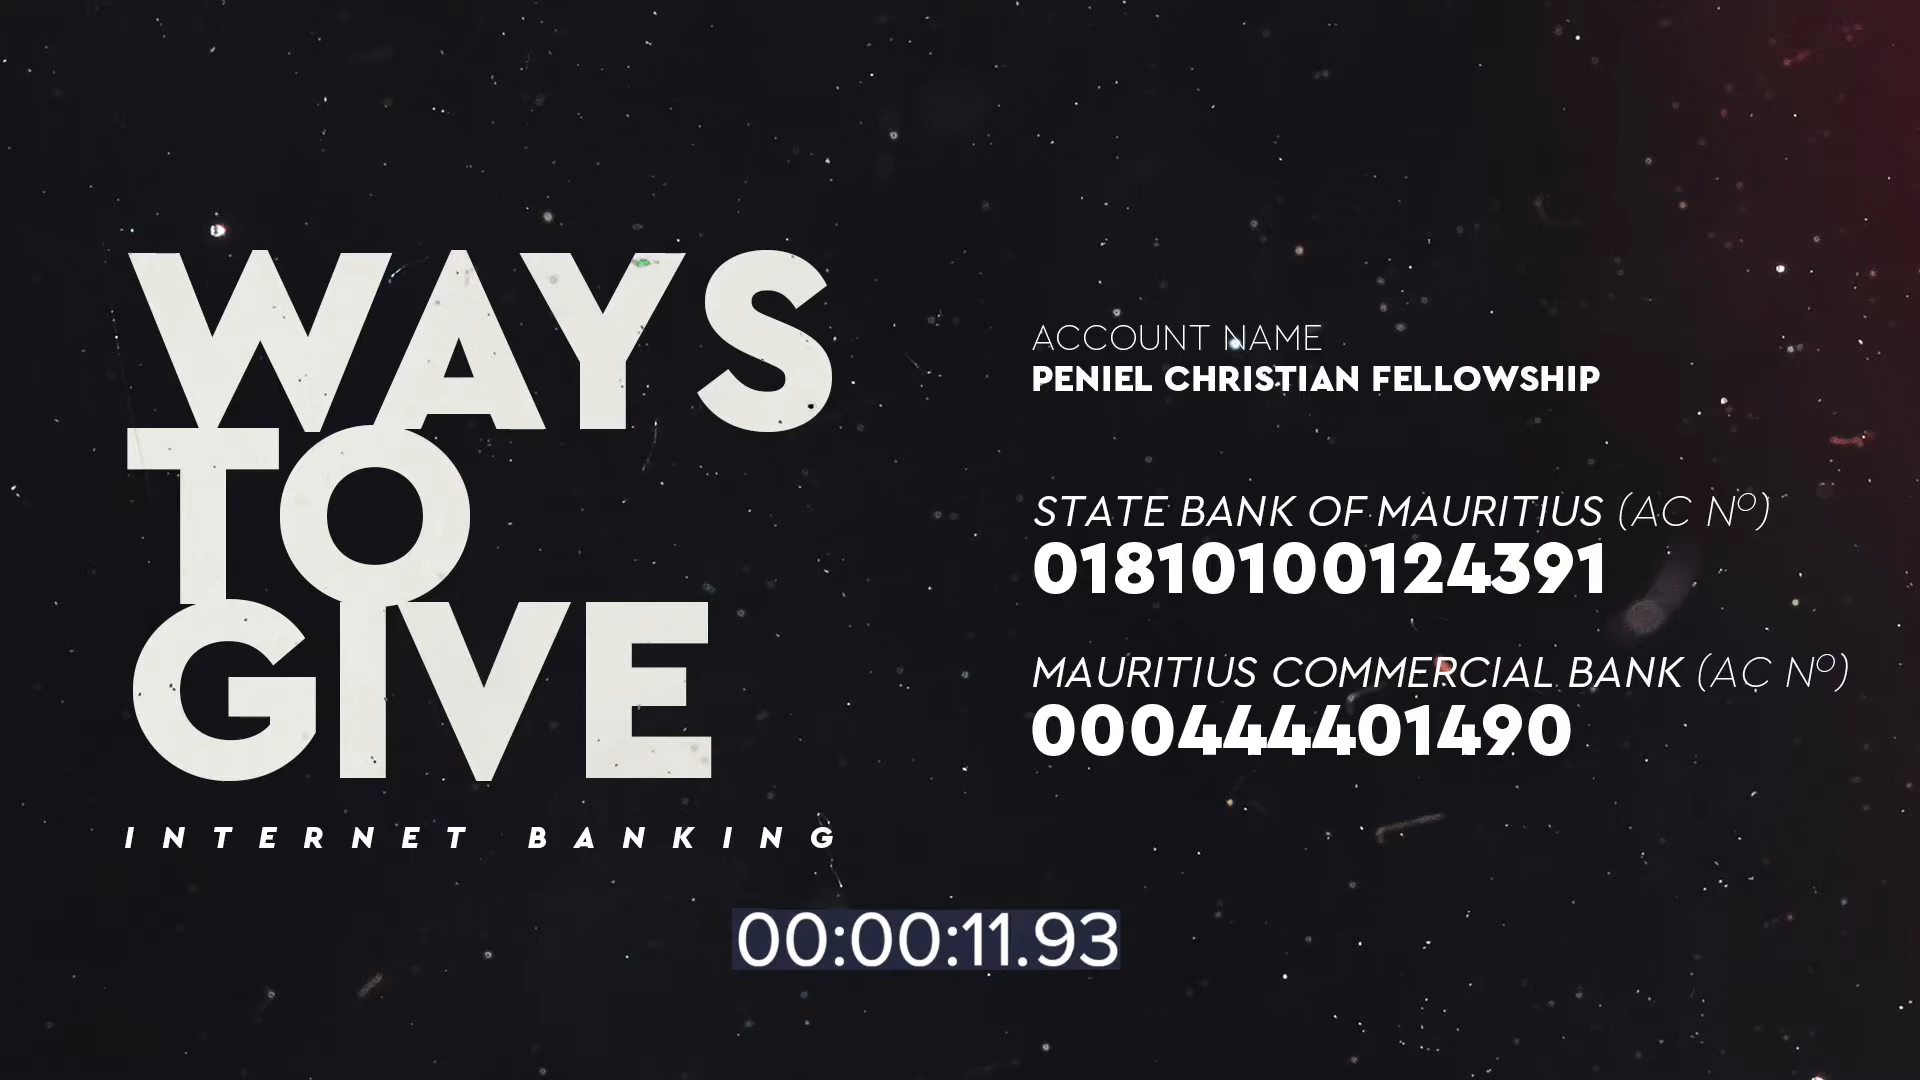 WAYS
TO
GIVE
INTERNET BANKING
ACCOUNT NAME
PENIEL CHRISTIAN FELLOWSHIP
STATE BANK OF MAURITIUS (AC Nº)
01810100124391
MAURITIUS COMMERCIAL BANK (AC Nº)
000444401490
00:00:11.93